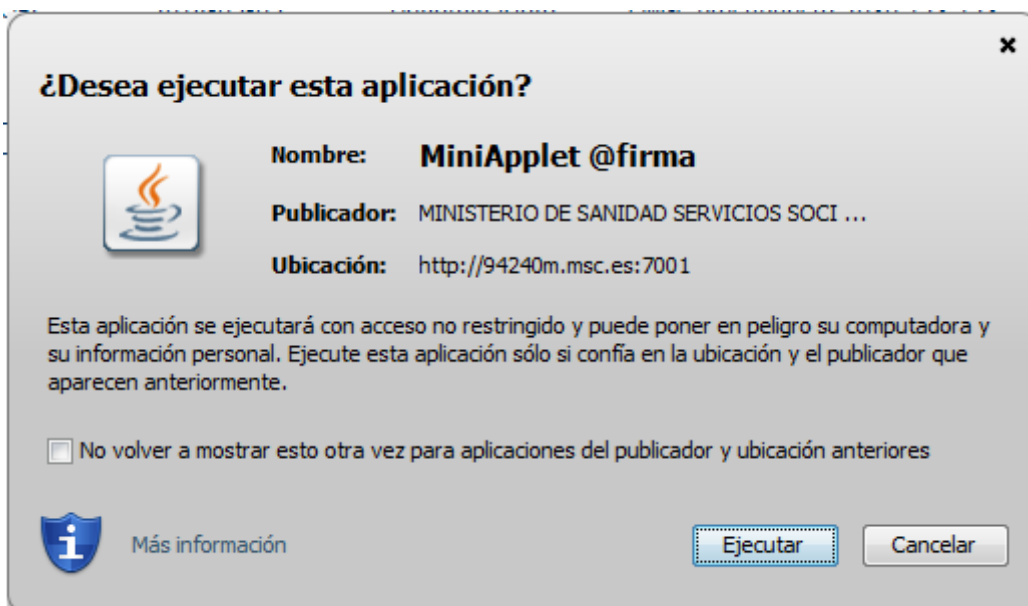 ¿Desea ejecutar esta aplicación?
Nombre: MiniApplet @firma
Publicador: MINISTERIO DE SANIDAD SERVICIOS SOCI ...
Ubicación: http://94240m.msc.es:7001
Esta aplicación se ejecutará con acceso no restringido y puede poner en peligro su computadora y
su información personal. Ejecute esta aplicación sólo si confía en la ubicación y el publicador que
aparecen anteriormente.
No volver a mostrar esto otra vez para aplicaciones del publicador y ubicación anteriores
Más información
Ejecutar
Cancelar